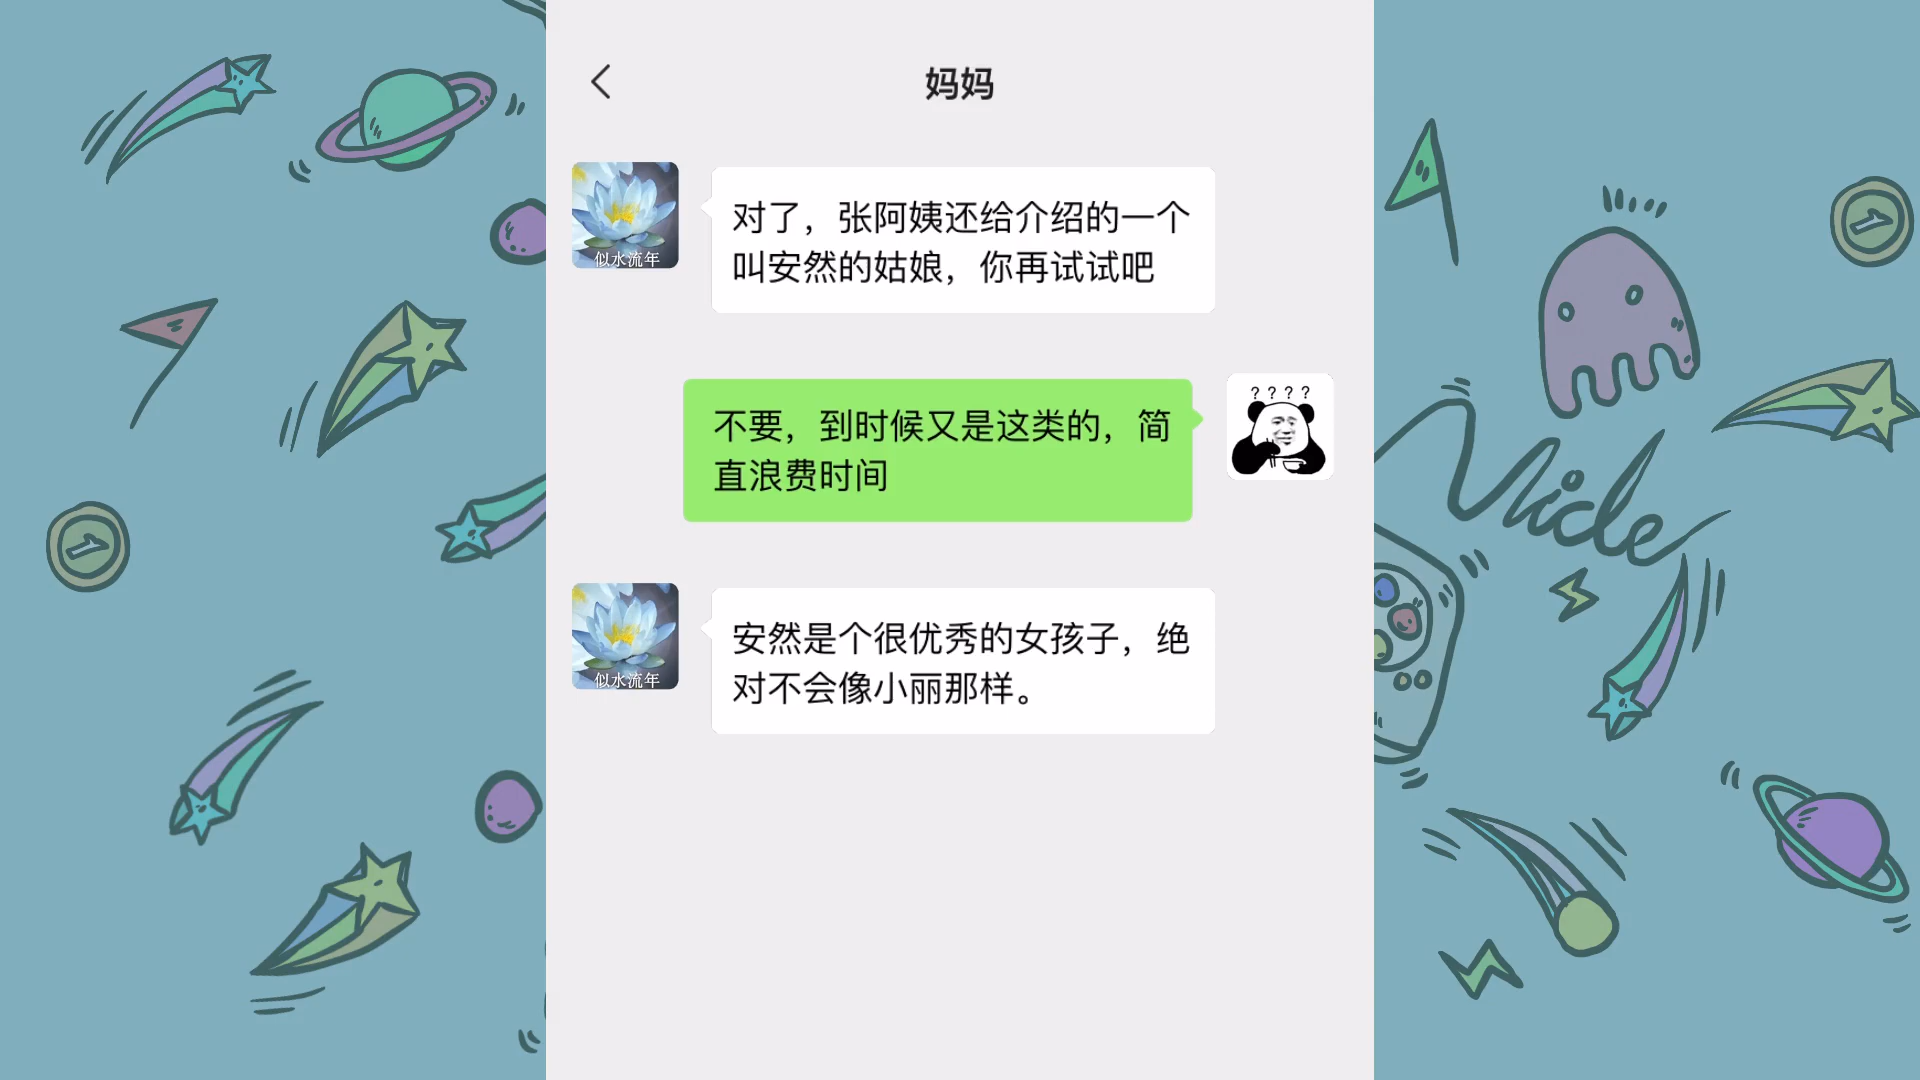 妈妈
对了，张阿姨还给介绍的一个
叫安然的姑娘，你再试试吧
似水流年
????
不要，到时候又是这类的，简
直浪费时间
安然是个很优秀的女孩子，绝
对不会像小丽那样。
似水流年